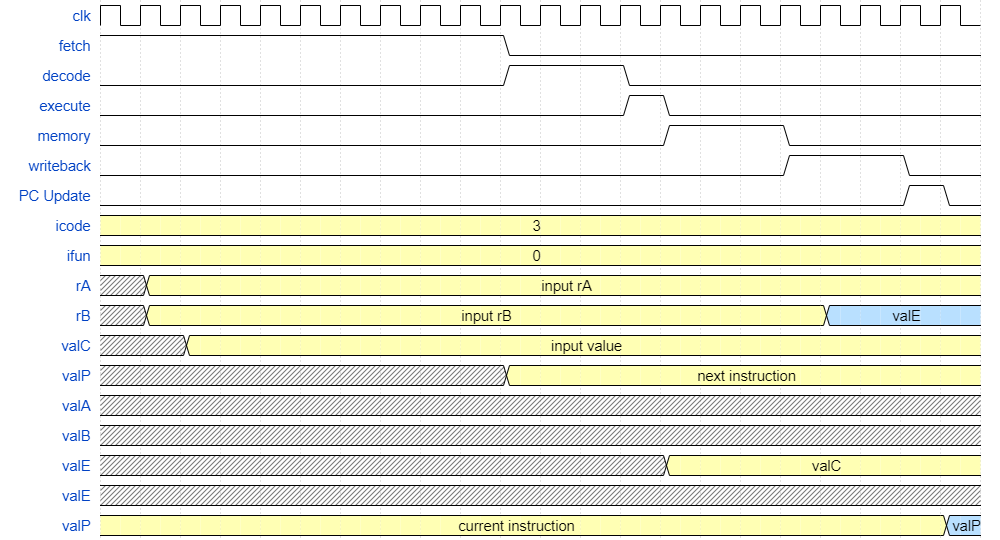 clk
fetch
decode
execute
memory
writeback
PC Update
icode 3
ifun 0
rA input rA
rB input rB valE
valC input value
valP next instruction
valA
valB
valE valC
valE
valP current instruction valP